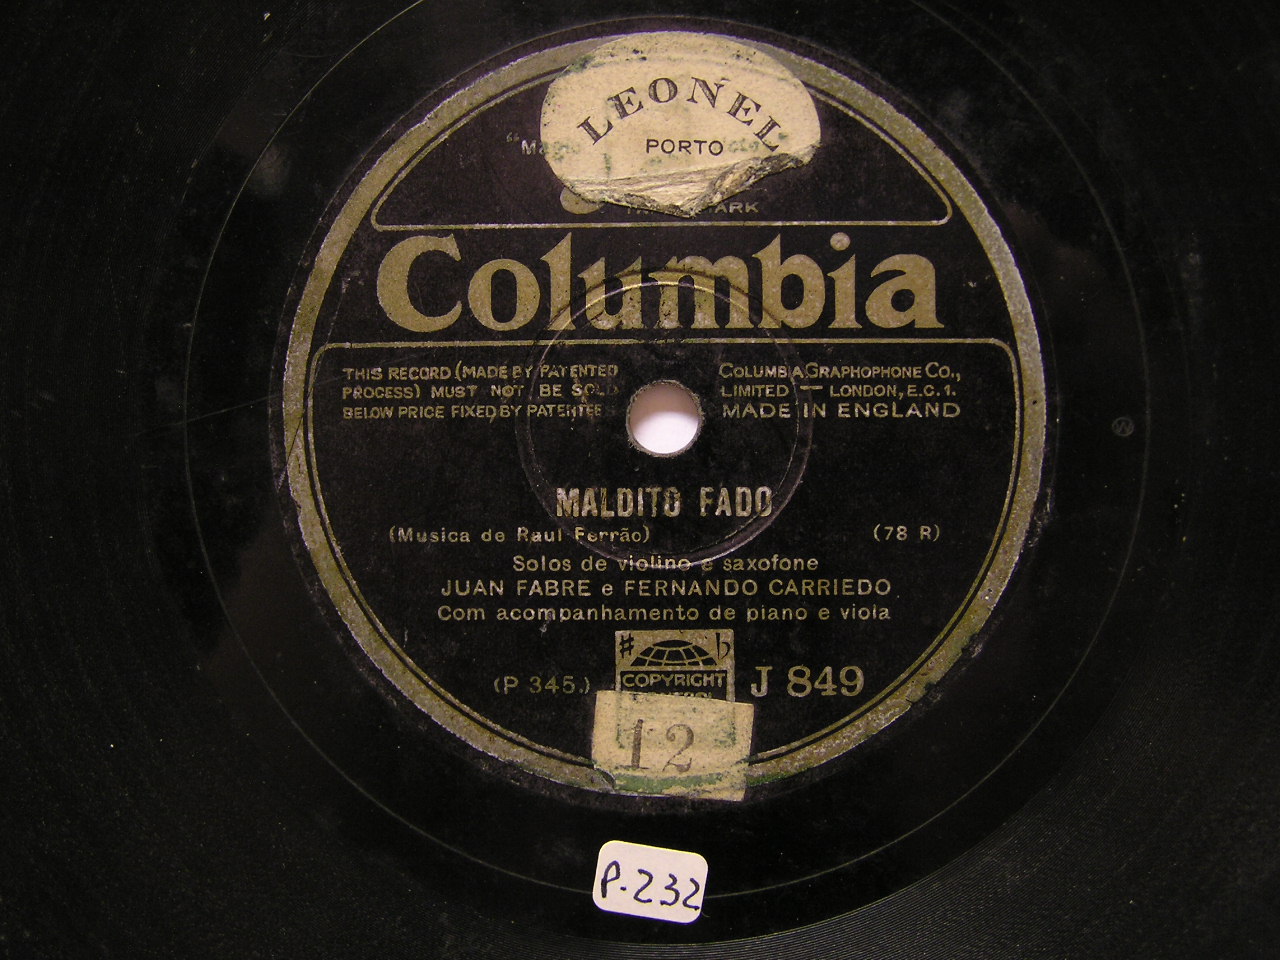 LEONEL
PORTO
MARK
Columbia
THIS RECORD (MADE BY PATENTED
PROCESS) MUST NOT BE SOLD
BELOW PRICE FIXED BY PATENTEE
COLUMBIA GRAPHOPHONE CO.,
LIMITED — LONDON, E.C.1.
MADE IN ENGLAND
MALDITO FADO
(Musica de Raul Ferrão) (78 R)
Solos de violino e saxofone
JUAN FABRE e FERNANDO CARRIEDO
Com acompanhamento de piano e viola
COPYRIGHT
(P 345.) J 849
12
P-232